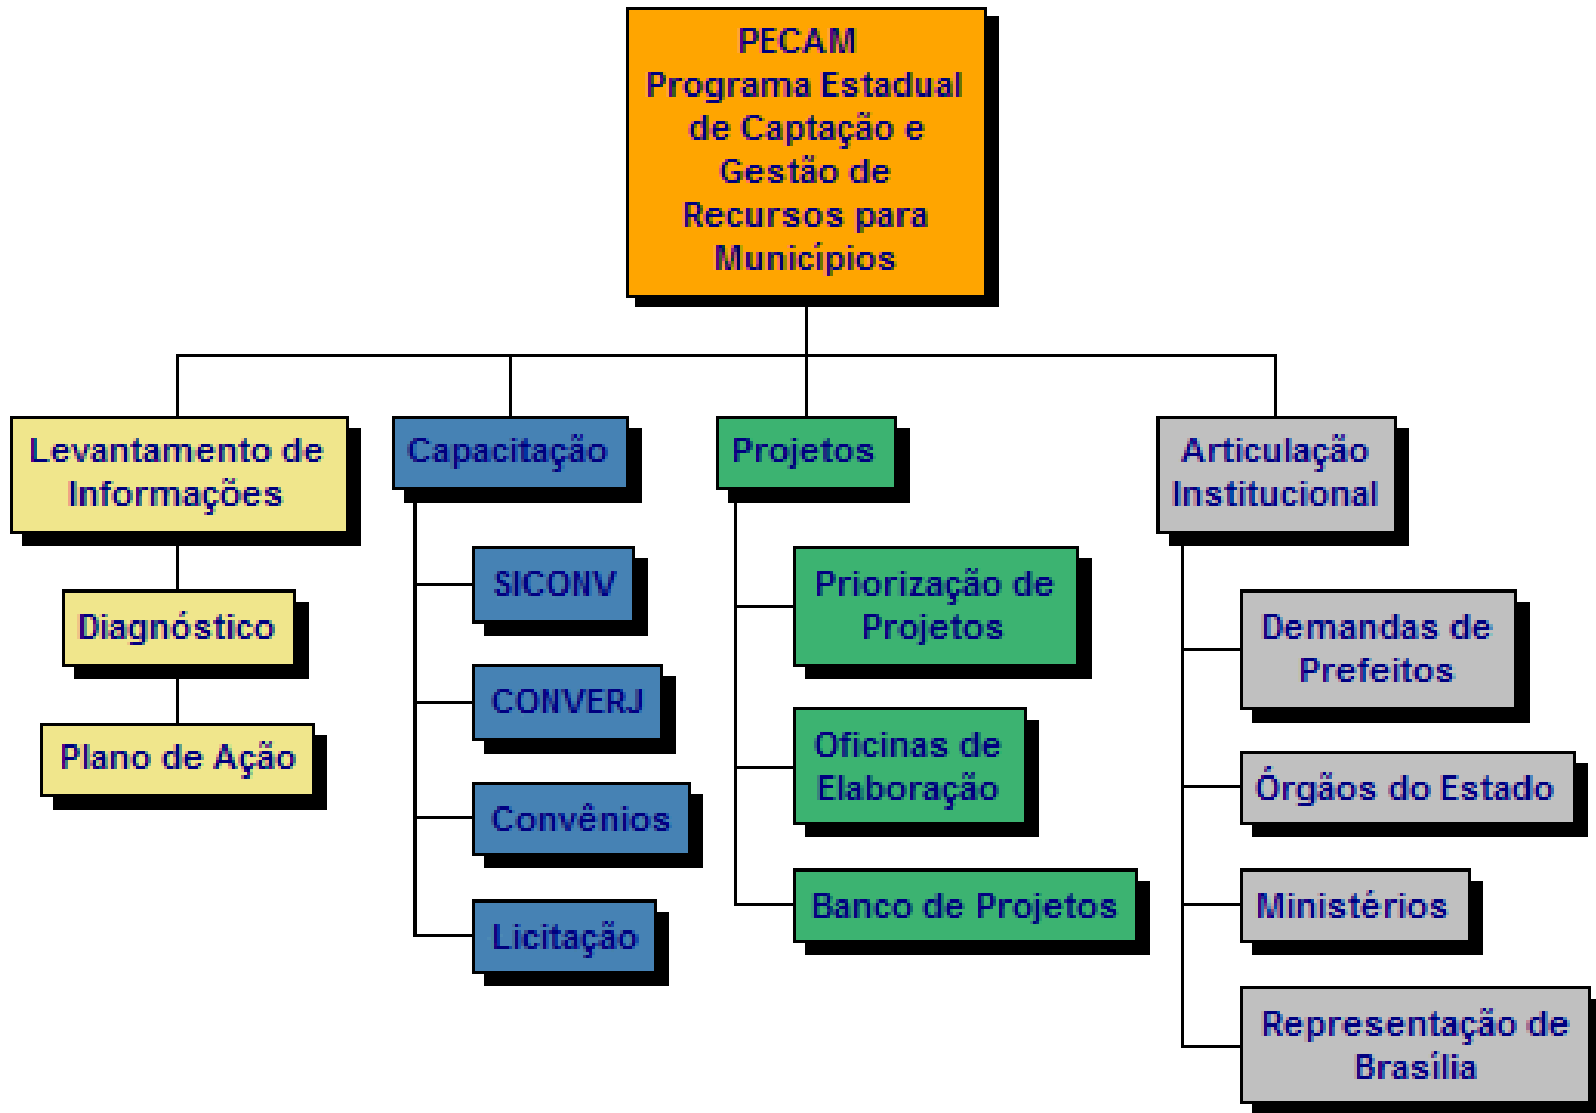 PECAM
Programa Estadual
de Captação e
Gestão de
Recursos para
Municípios
Levantamento de
Informações
Diagnóstico
Plano de Ação
Capacitação
SICONV
CONVERJ
Convênios
Licitação
Projetos
Priorização de
Projetos
Oficinas de
Elaboração
Banco de Projetos
Articulação
Institucional
Demandas de
Prefeitos
Órgãos do Estado
Ministérios
Representação de
Brasília